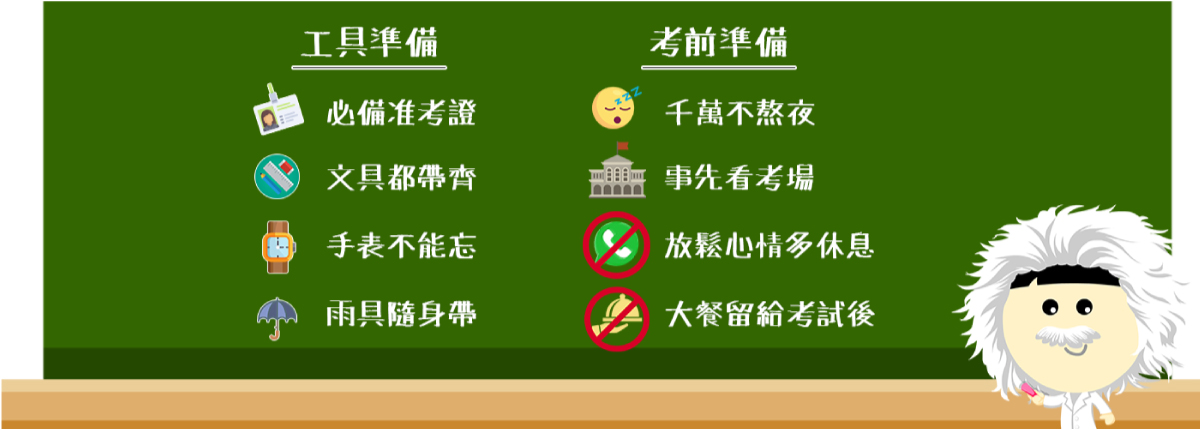 工具準備
必備准考證
文具都帶齊
手表不能忘
雨具隨身帶
考前準備
千萬不熬夜
事先看考場
放鬆心情多休息
大餐留給考試後